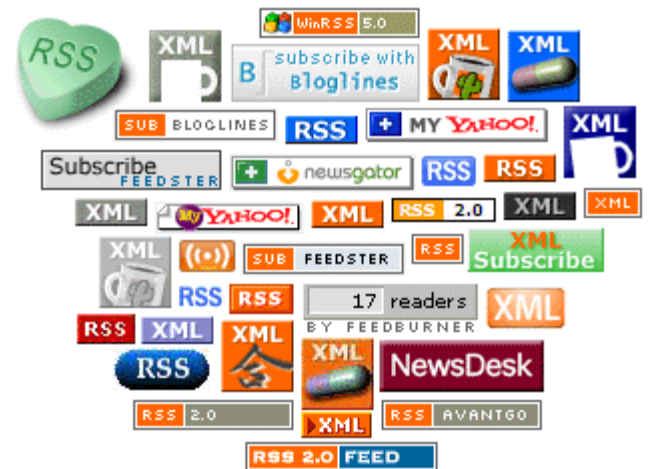 WinRSS 5.0
RSS
XML
subscribe with
Bloglines
B
XML
XML
SUB BLOGLINES
RSS
MY YAHOO!
XML
Subscribe
FEEDSTER
newsgator
RSS
RSS
XML
My YAHOO!
XML
RSS 2.0
XML
XML
XML
SUB FEEDSTER
RSS
XML
Subscribe
RSS
RSS
17 readers
BY FEEDBURNER
XML
RSS
XML
XML
合
RSS
XML
NewsDesk
RSS 2.0
XML
RSS AVANTGO
RSS 2.0 FEED